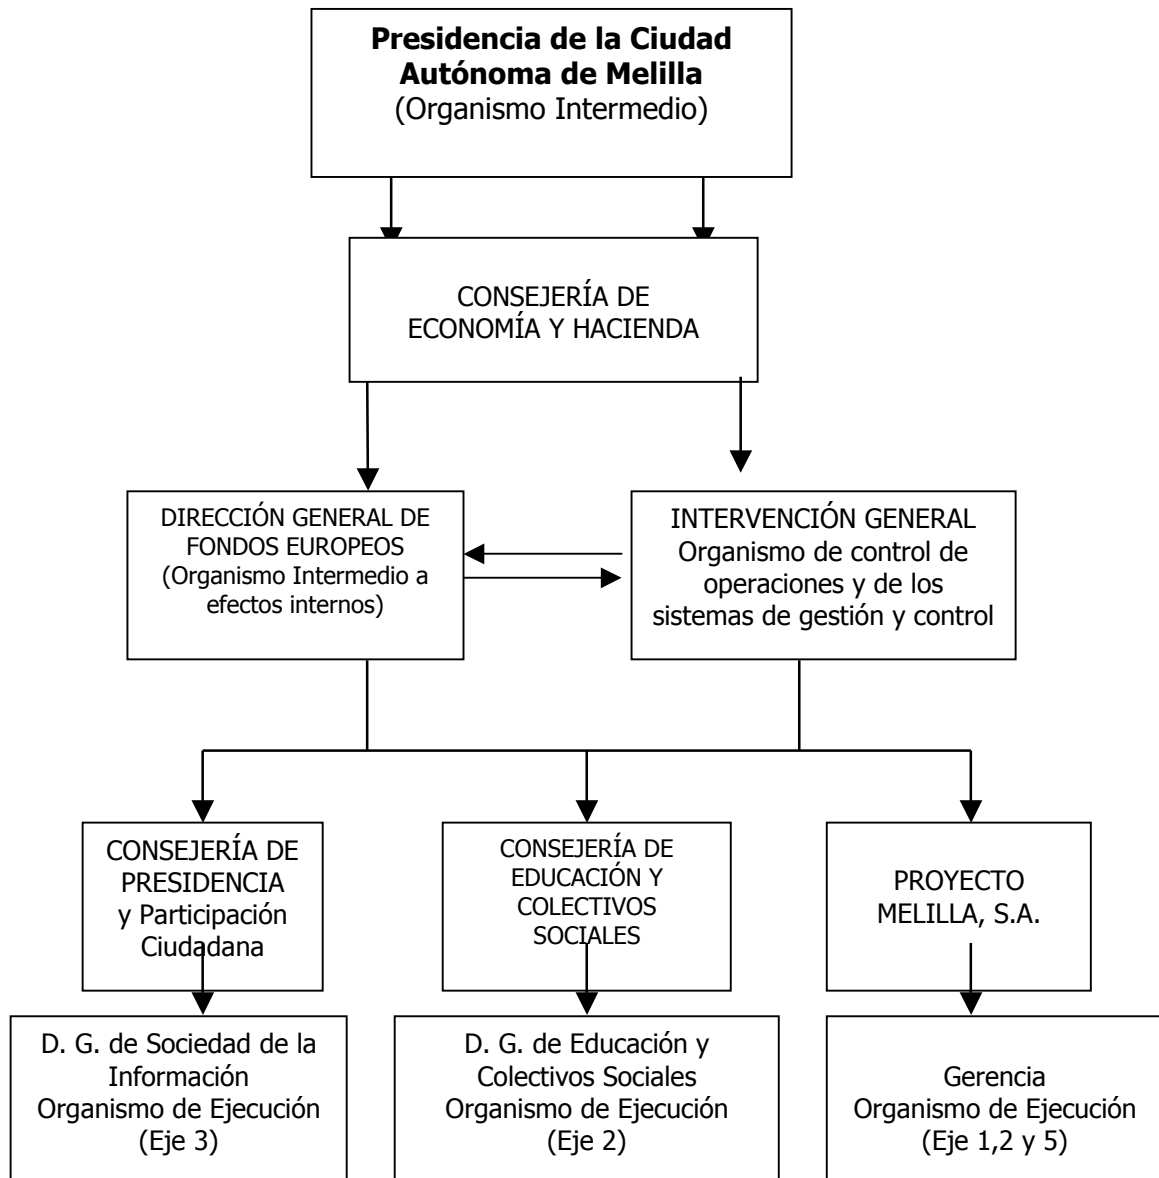 Presidencia de la Ciudad
Autónoma de Melilla
(Organismo Intermedio)
CONSEJERÍA DE
ECONOMÍA Y HACIENDA
DIRECCIÓN GENERAL DE
FONDOS EUROPEOS
(Organismo Intermedio a
efectos internos)
INTERVENCIÓN GENERAL
Organismo de control de
operaciones y de los
sistemas de gestión y control
CONSEJERÍA DE
PRESIDENCIA
y Participación
Ciudadana
CONSEJERÍA DE
EDUCACIÓN Y
COLECTIVOS
SOCIALES
PROYECTO
MELILLA, S.A.
D. G. de Sociedad de la
Información
Organismo de Ejecución
(Eje 3)
D. G. de Educación y
Colectivos Sociales
Organismo de Ejecución
(Eje 2)
Gerencia
Organismo de Ejecución
(Eje 1,2 y 5)